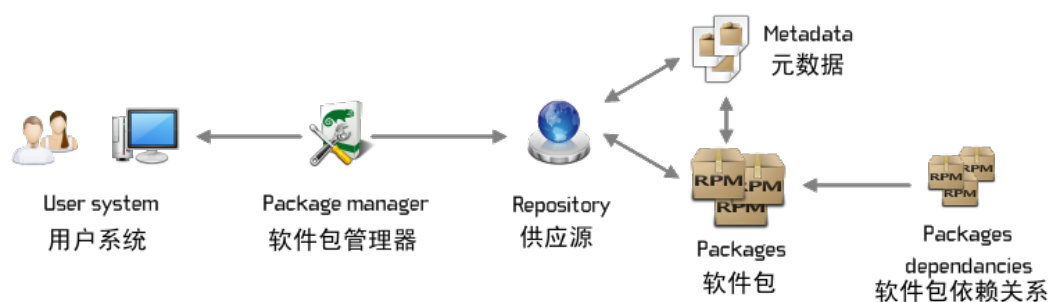 Metadata
元数据
RPM
RPM
RPM
RPM
RPM
RPM
User system
用户系统
Package manager
软件包管理器
Repository
供应源
Packages
软件包
Packages
dependancies
软件包依赖关系